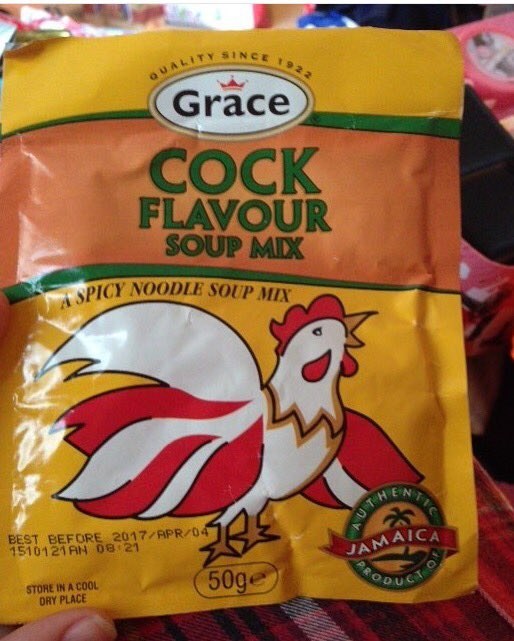 QUALITY SINCE 1922
Grace
COCK
FLAVOUR
SOUP MIX
A SPICY NOODLE SOUP MIX
BEST BEFORE 2017/APR/04
1510121AN 08:21
AUTHENTIC
JAMAICA
PRODUCT OF
50g e
STORE IN A COOL
DRY PLACE